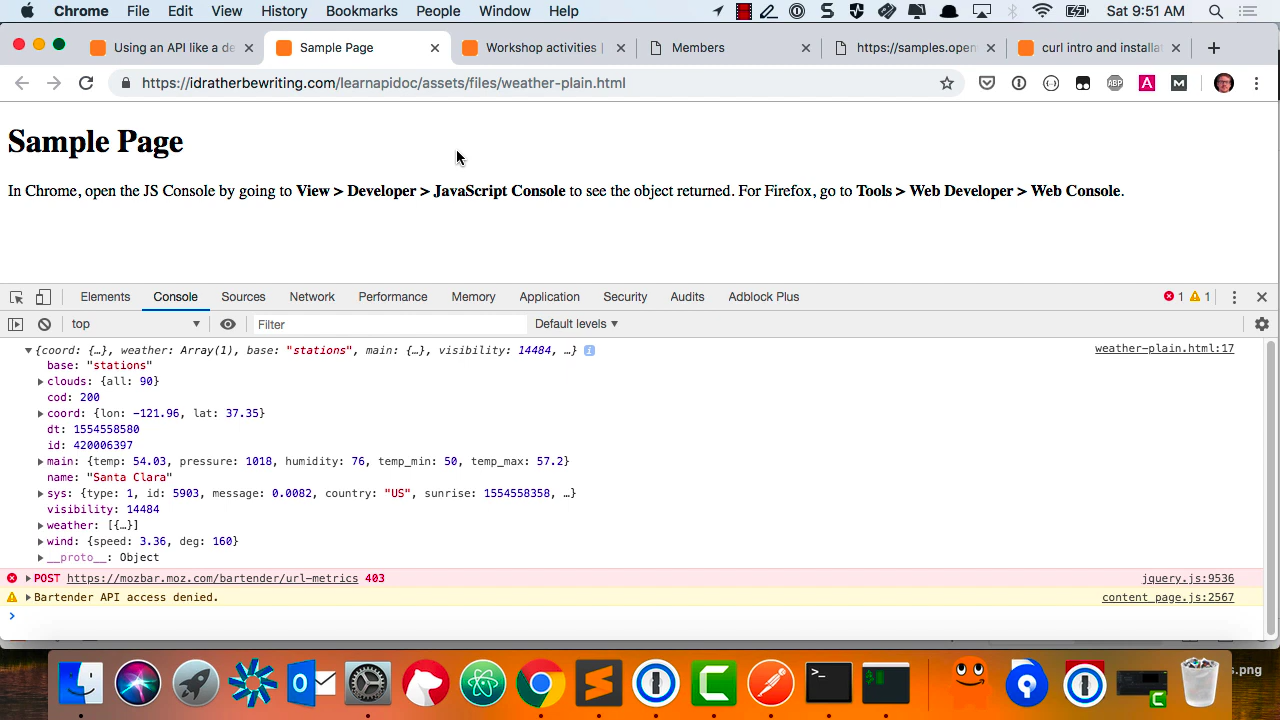 Chrome File Edit View History Bookmarks People Window Help Sat 9:51 AM
Using an API like a de Sample Page Workshop activities | Members https://samples.open curl intro and installat
https://idratherbewriting.com/learnapidoc/assets/files/weather-plain.html
Sample Page
In Chrome, open the JS Console by going to View > Developer > JavaScript Console to see the object returned. For Firefox, go to Tools > Web Developer > Web Console.
Elements Console Sources Network Performance Memory Application Security Audits Adblock Plus 1 1
top Filter Default levels
{coord: {…}, weather: Array(1), base: "stations", main: {…}, visibility: 14484, …} weather-plain.html:17
base: "stations"
clouds: {all: 90}
cod: 200
coord: {lon: -121.96, lat: 37.35}
dt: 1554558580
id: 420006397
main: {temp: 54.03, pressure: 1018, humidity: 76, temp_min: 50, temp_max: 57.2}
name: "Santa Clara"
sys: {type: 1, id: 5903, message: 0.0082, country: "US", sunrise: 1554558358, …}
visibility: 14484
weather: [{…}]
wind: {speed: 3.36, deg: 160}
__proto__: Object
POST https://mozbar.moz.com/bartender/url-metrics 403 jquery.js:9536
Bartender API access denied. content_page.js:2567
s.png